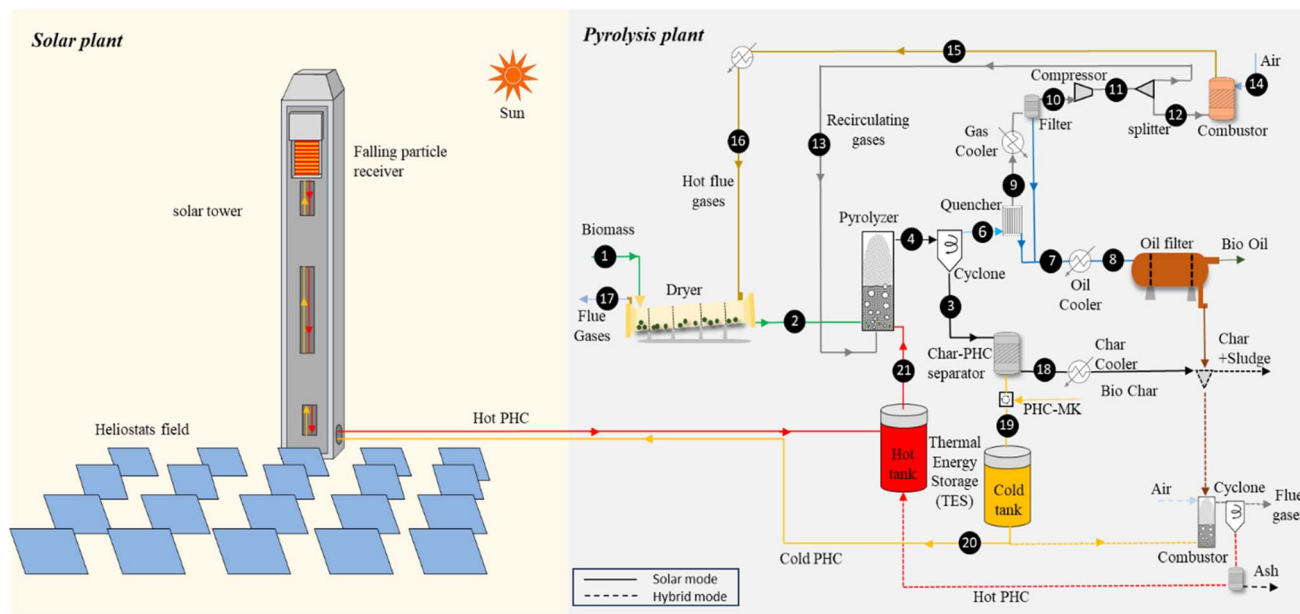 Solar plant
Sun
Falling particle
receiver
solar tower
Heliostats field
Hot PHC
Cold PHC
Pyrolysis plant
15
Air
14
Compressor
10
11
12
Filter
splitter
Combustor
Gas
Cooler
16
13
Recirculating
gases
Hot flue
gases
9
Quencher
Pyrolyzer
4
6
Cyclone
Biomass
1
Dryer
17
Flue
Gases
2
7
8
Oil
Cooler
Oil filter
Bio Oil
3
Char-PHC
separator
18
Char
Cooler
Bio Char
Char
+Sludge
21
PHC-MK
19
Hot
tank
Thermal
Energy
Storage
(TES)
Cold
tank
20
Air
Cyclone
Flue
gase
Combustor
Ash
Hot PHC
Solar mode
Hybrid mode